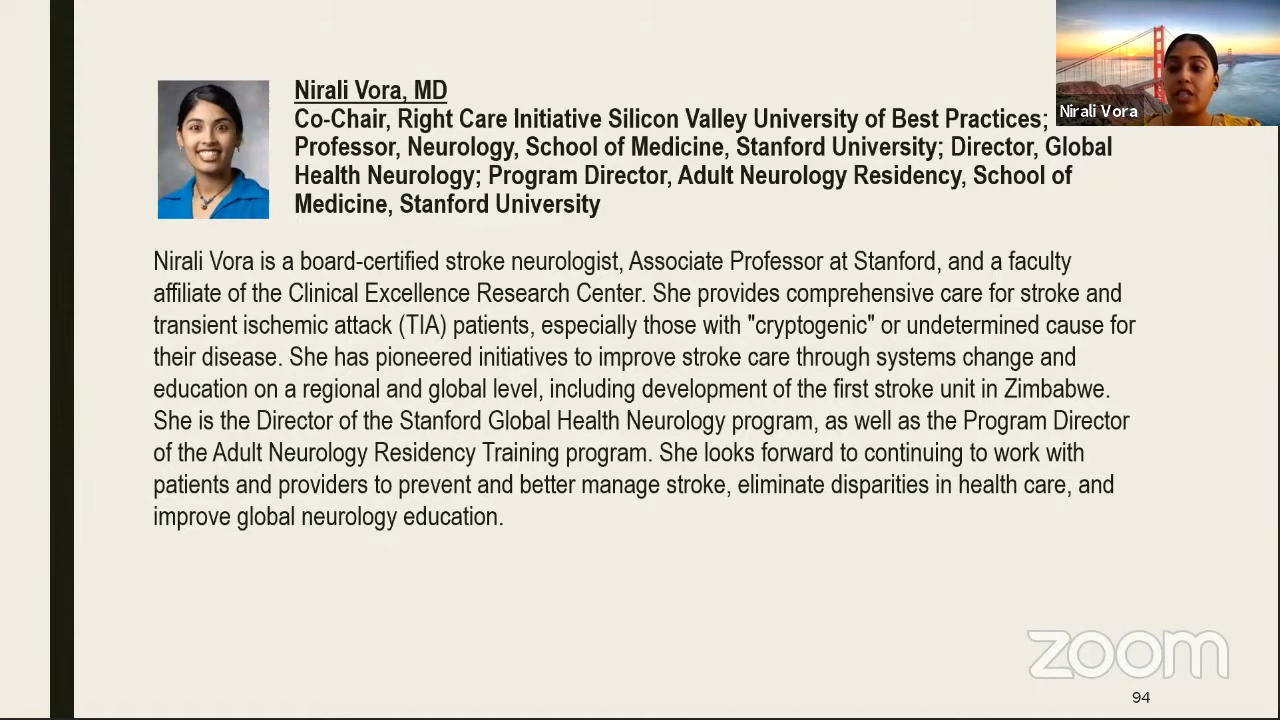 Nirali Vora, MD
Co-Chair, Right Care Initiative Silicon Valley University of Best Practices;
Professor, Neurology, School of Medicine, Stanford University; Director, Global
Health Neurology; Program Director, Adult Neurology Residency, School of
Medicine, Stanford University
Nirali Vora
Nirali Vora is a board-certified stroke neurologist, Associate Professor at Stanford, and a faculty
affiliate of the Clinical Excellence Research Center. She provides comprehensive care for stroke and
transient ischemic attack (TIA) patients, especially those with "cryptogenic" or undetermined cause for
their disease. She has pioneered initiatives to improve stroke care through systems change and
education on a regional and global level, including development of the first stroke unit in Zimbabwe.
She is the Director of the Stanford Global Health Neurology program, as well as the Program Director
of the Adult Neurology Residency Training program. She looks forward to continuing to work with
patients and providers to prevent and better manage stroke, eliminate disparities in health care, and
improve global neurology education.
zoom
94